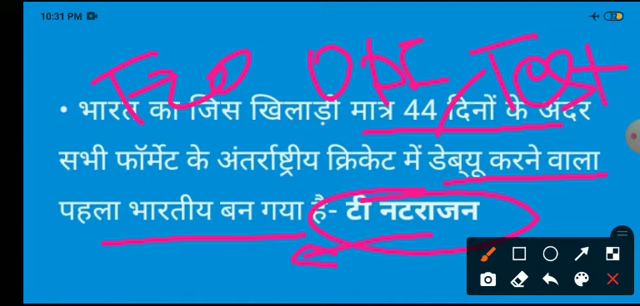 10:31 PM
T20 ODI Test
• भारत का जिस खिलाड़ी मात्र 44 दिनों के अंदर
सभी फॉर्मेट के अंतर्राष्ट्रीय क्रिकेट में डेब्यू करने वाला
पहला भारतीय बन गया है- टी नटराजन